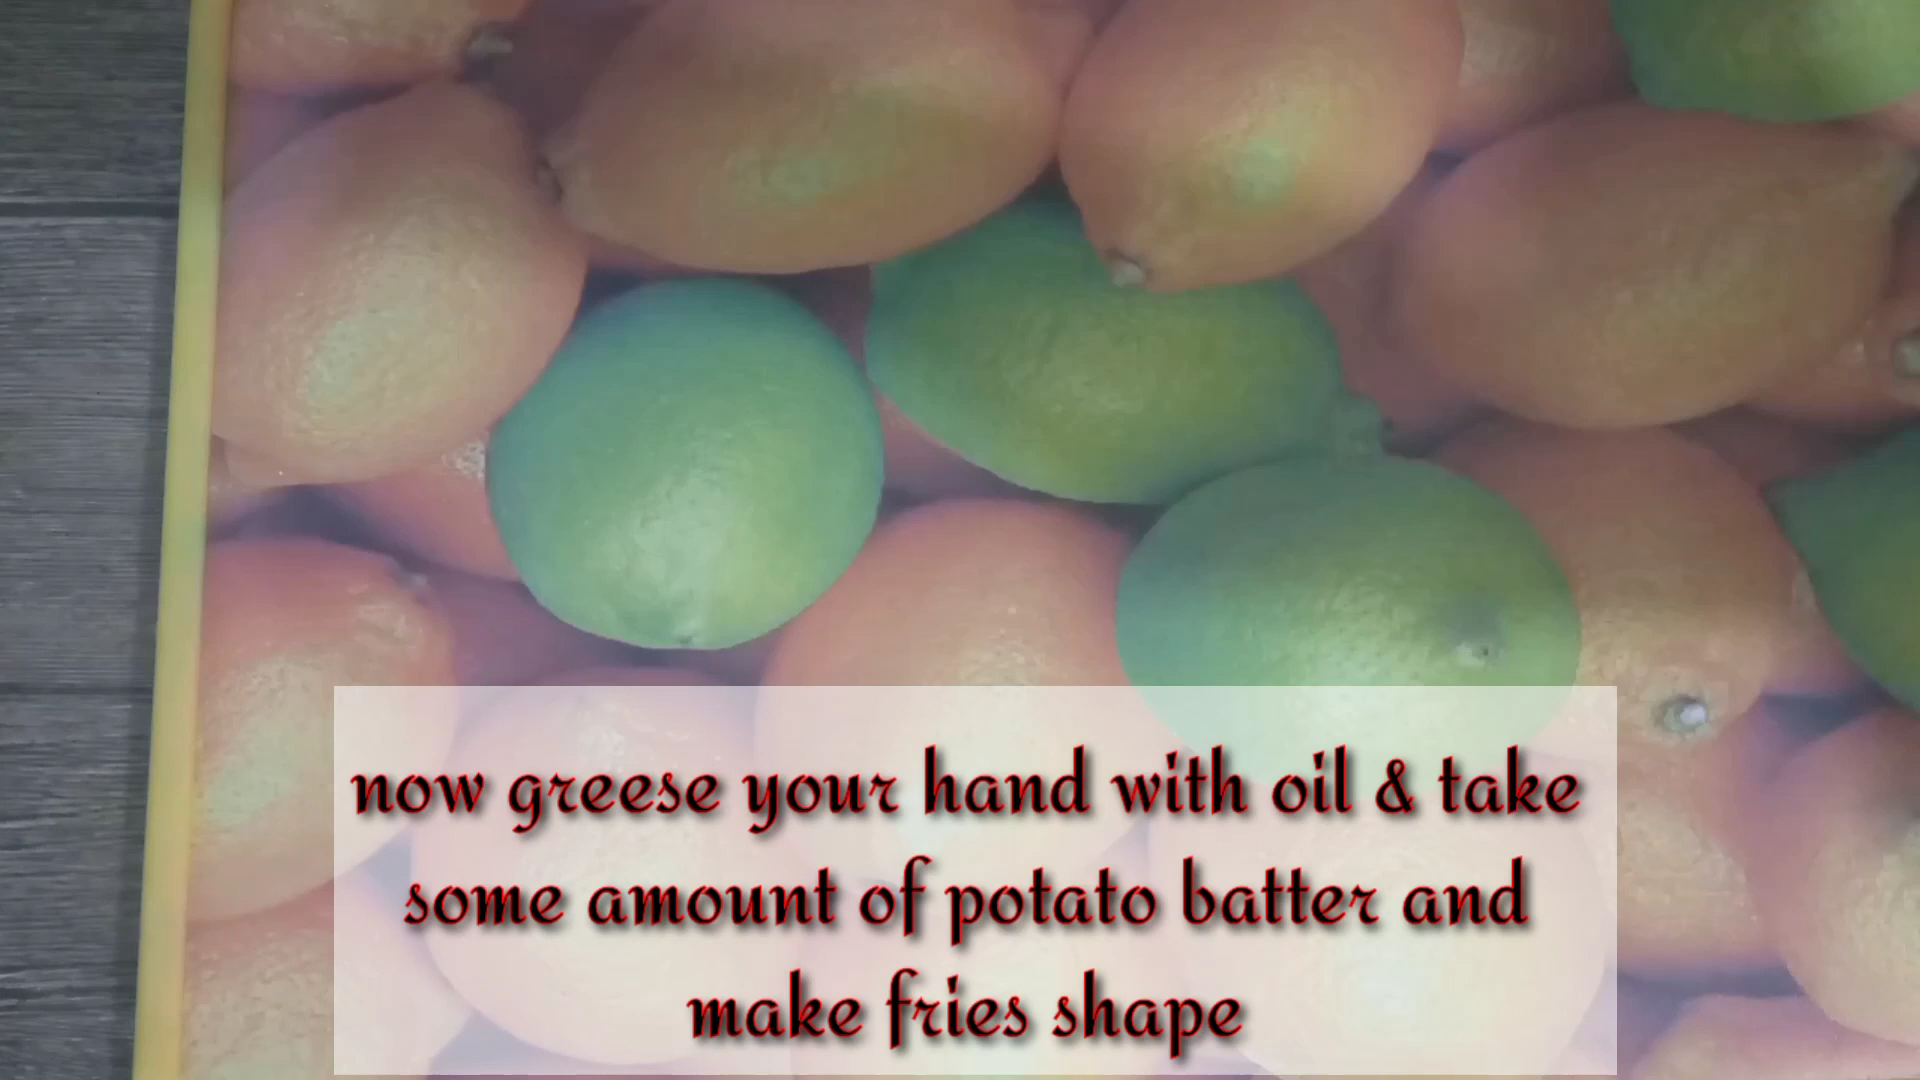 now greese your hand with oil & take
some amount of potato batter and
make fries shape